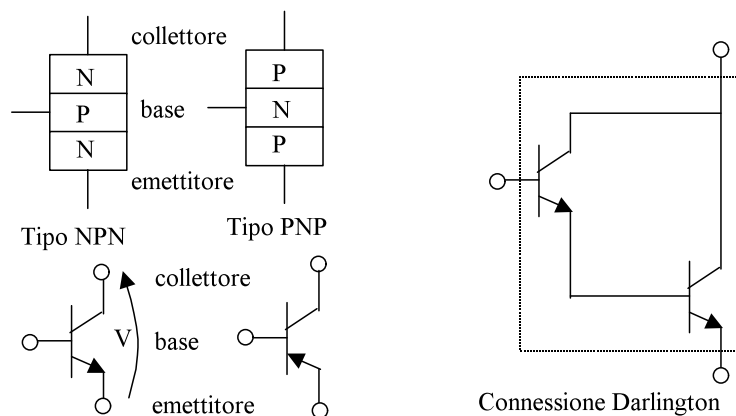 collettore
N
P
P
base
N
N
P
emettitore
Tipo NPN
Tipo PNP
collettore
V
base
emettitore
Connessione Darlington